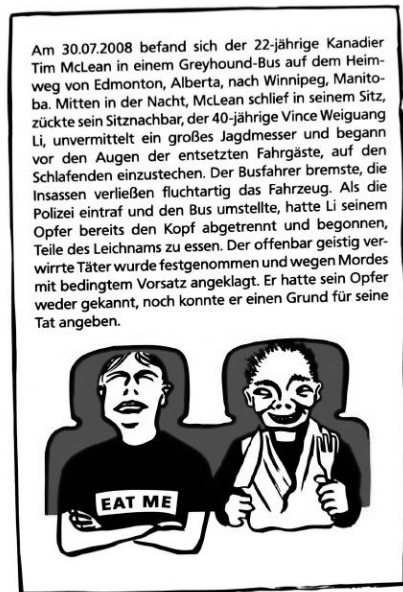 Am 30.07.2008 befand sich der 22-jährige Kanadier
Tim McLean in einem Greyhound-Bus auf dem Heim-
weg von Edmonton, Alberta, nach Winnipeg, Manito-
ba. Mitten in der Nacht, McLean schlief in seinem Sitz,
zückte sein Sitznachbar, der 40-jährige Vince Weiguang
Li, unvermittelt ein großes Jagdmesser und begann
vor den Augen der entsetzten Fahrgäste, auf den
Schlafenden einzustechen. Der Busfahrer bremste, die
Insassen verließen fluchtartig das Fahrzeug. Als die
Polizei eintraf und den Bus umstellte, hatte Li seinem
Opfer bereits den Kopf abgetrennt und begonnen,
Teile des Leichnams zu essen. Der offenbar geistig ver-
wirrte Täter wurde festgenommen und wegen Mordes
mit bedingtem Vorsatz angeklagt. Er hatte sein Opfer
weder gekannt, noch konnte er einen Grund für seine
Tat angeben.
EAT ME